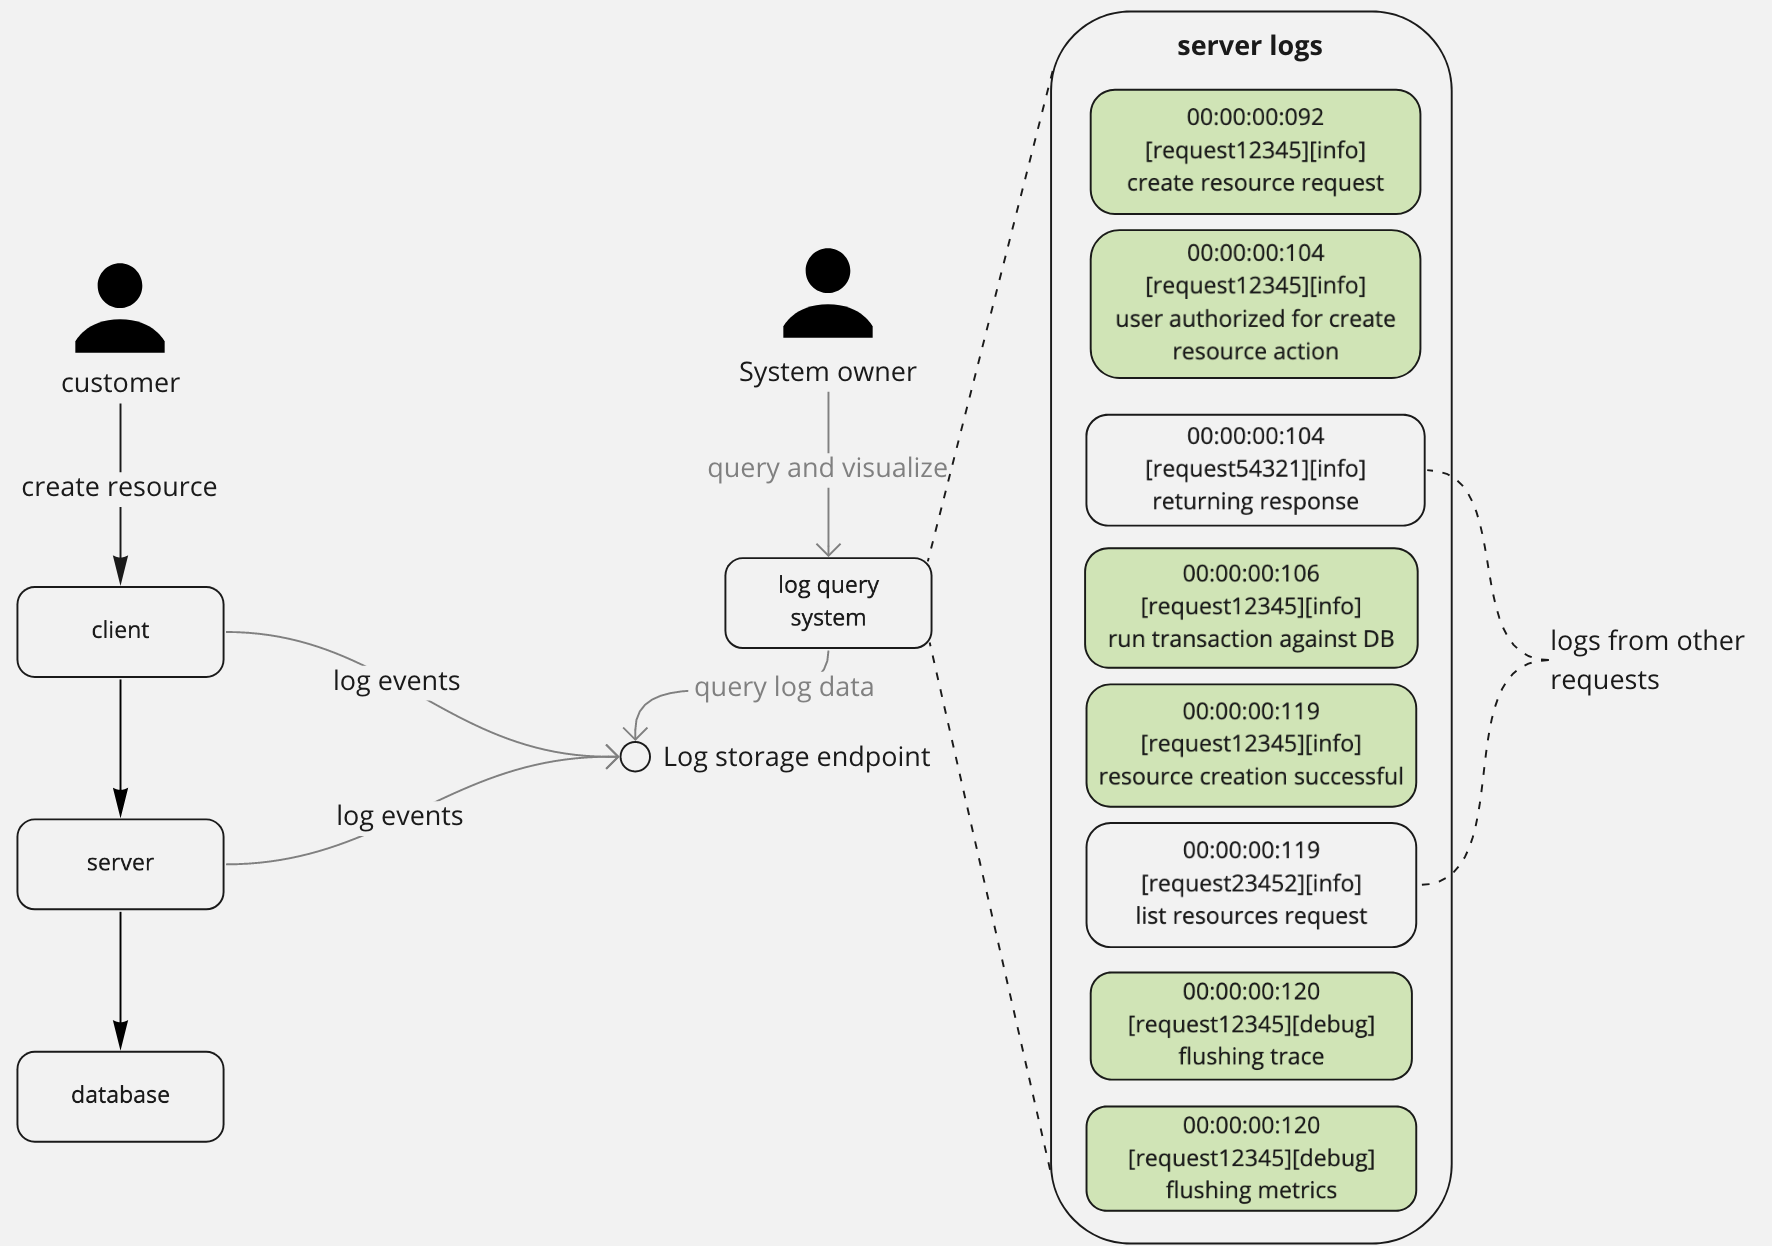 customer
create resource
client
log events
server
log events
database
System owner
query and visualize
log query
system
query log data
Log storage endpoint
server logs
00:00:00:092
[request12345][info]
create resource request
00:00:00:104
[request12345][info]
user authorized for create
resource action
00:00:00:104
[request54321][info]
returning response
00:00:00:106
[request12345][info]
run transaction against DB
00:00:00:119
[request12345][info]
resource creation successful
00:00:00:119
[request23452][info]
list resources request
00:00:00:120
[request12345][debug]
flushing trace
00:00:00:120
[request12345][debug]
flushing metrics
logs from other
requests